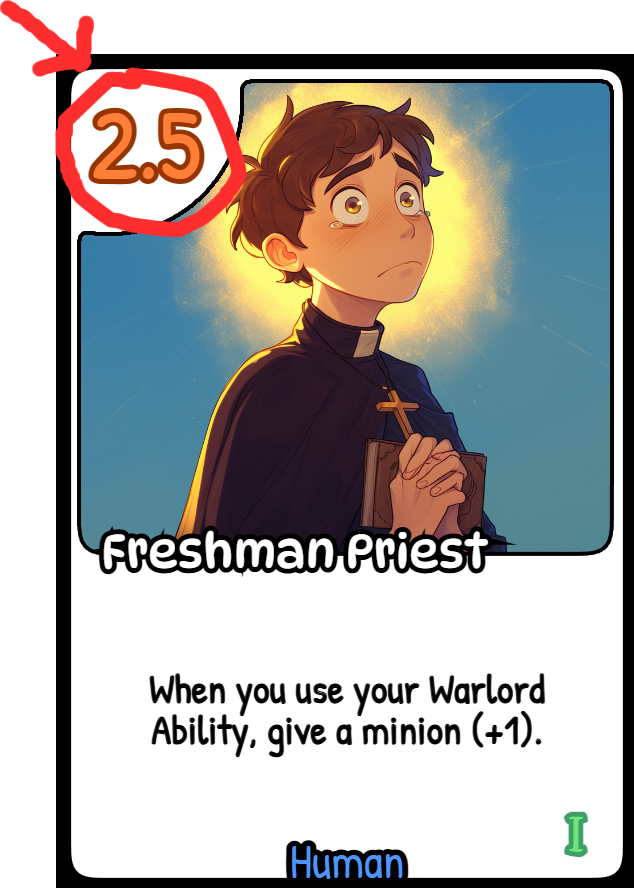 2.5
Freshman Priest
When you use your Warlord
Ability, give a minion (+1).
I
Human